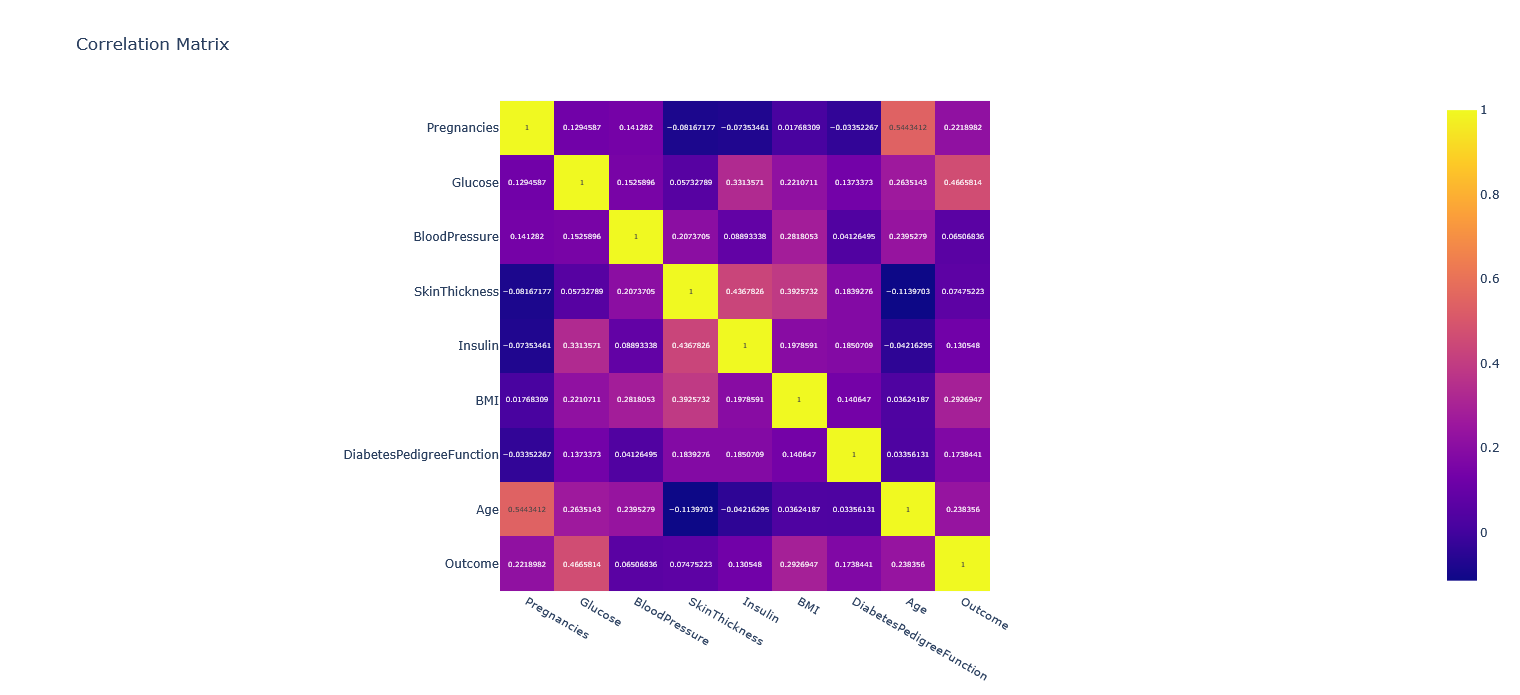 Correlation Matrix
Pregnancies 1 0.1294587 0.141282 −0.08167177 −0.07353461 0.01768309 −0.03352267 0.5443412 0.2218982
Glucose 0.1294587 1 0.1525896 0.05732789 0.3313571 0.2210711 0.1373373 0.2635143 0.4665814
BloodPressure 0.141282 0.1525896 1 0.2073705 0.08893338 0.2818053 0.04126495 0.2395279 0.06506836
SkinThickness −0.08167177 0.05732789 0.2073705 1 0.4367826 0.3925732 0.1839276 −0.1139703 0.07475223
Insulin −0.07353461 0.3313571 0.08893338 0.4367826 1 0.1978591 0.1850709 −0.04216295 0.130548
BMI 0.01768309 0.2210711 0.2818053 0.3925732 0.1978591 1 0.140647 0.03624187 0.2926947
DiabetesPedigreeFunction −0.03352267 0.1373373 0.04126495 0.1839276 0.1850709 0.140647 1 0.03356131 0.1738441
Age 0.5443412 0.2635143 0.2395279 −0.1139703 −0.04216295 0.03624187 0.03356131 1 0.238356
Outcome 0.2218982 0.4665814 0.06506836 0.07475223 0.130548 0.2926947 0.1738441 0.238356 1
Pregnancies Glucose BloodPressure SkinThickness Insulin BMI DiabetesPedigreeFunction Age Outcome
1
0.8
0.6
0.4
0.2
0